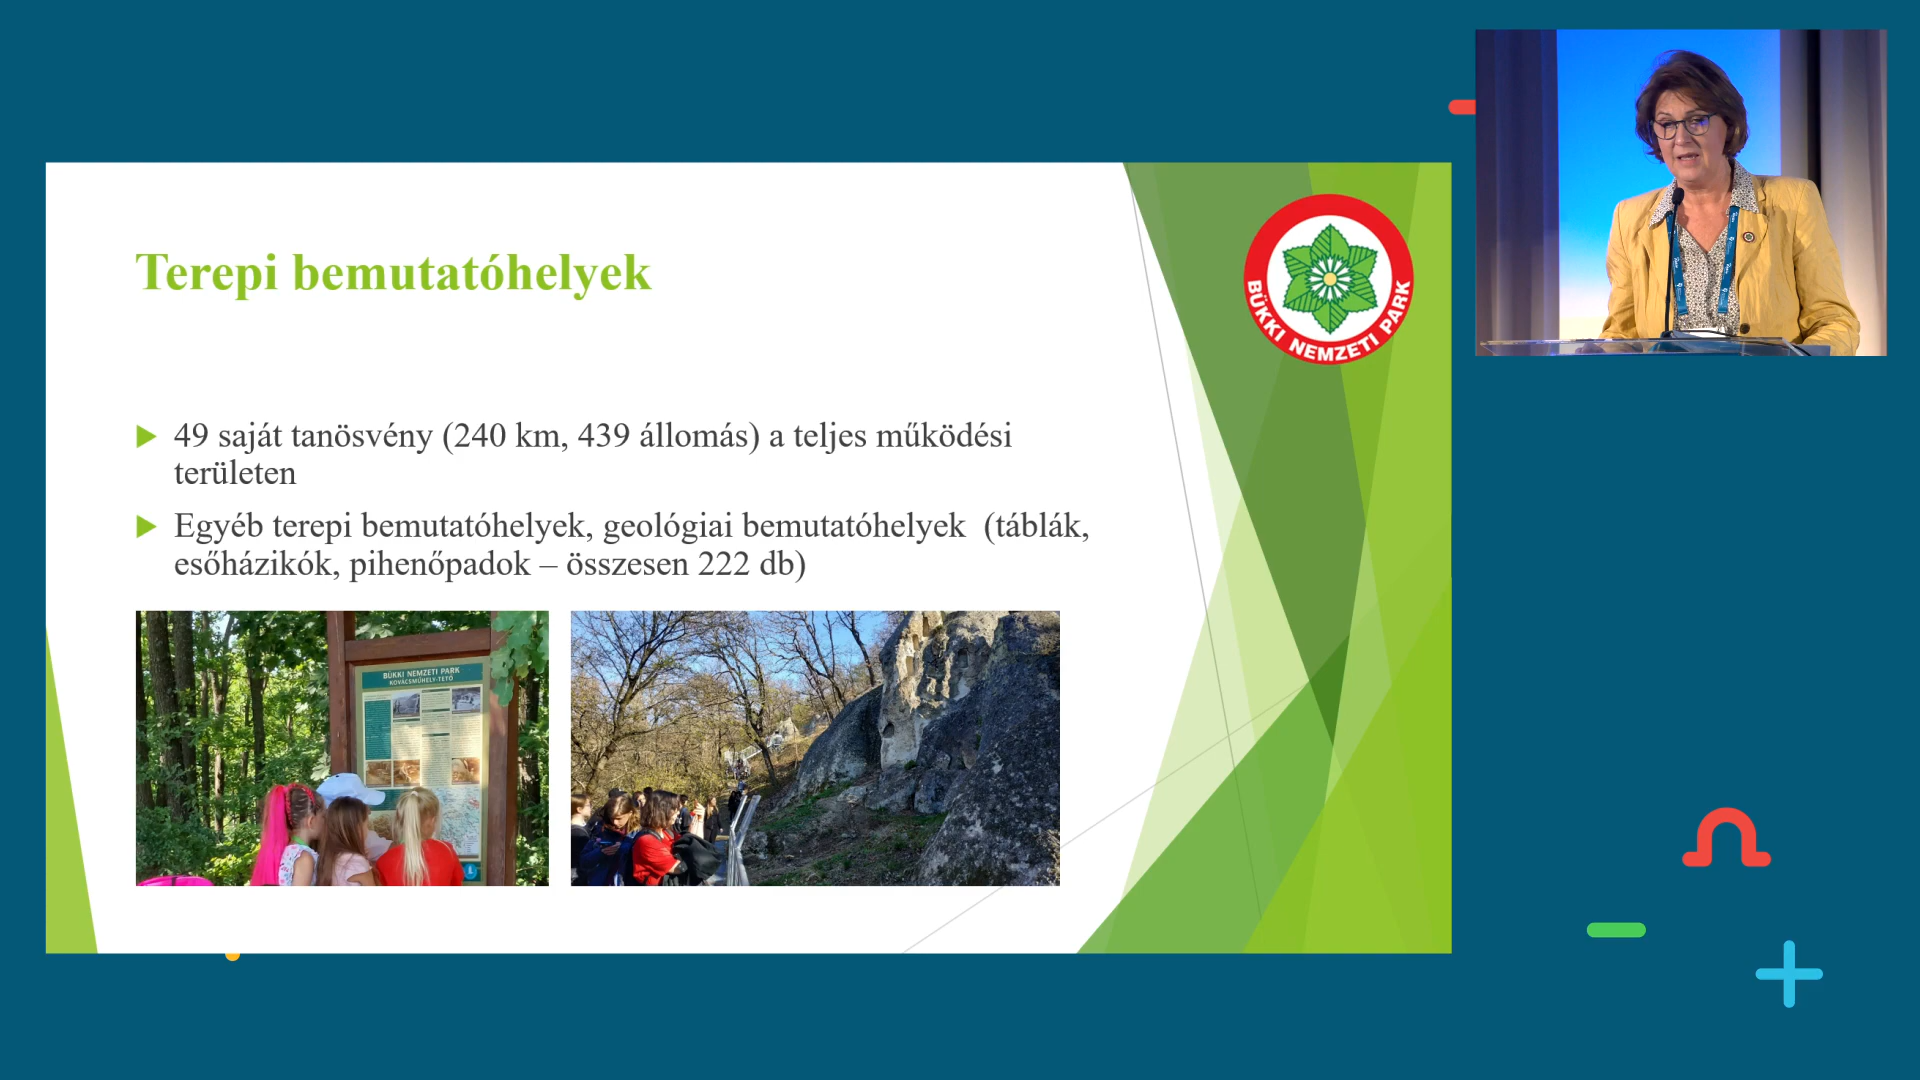 Terepi bemutatóhelyek
BÜKKI NEMZETI PARK
49 saját tanösvény (240 km, 439 állomás) a teljes működési
területen
Egyéb terepi bemutatóhelyek, geológiai bemutatóhelyek (táblák,
esőházikók, pihenőpadok – összesen 222 db)
BÜKKI NEMZETI PARK
KOVÁCSMŰHELY-TETŐ